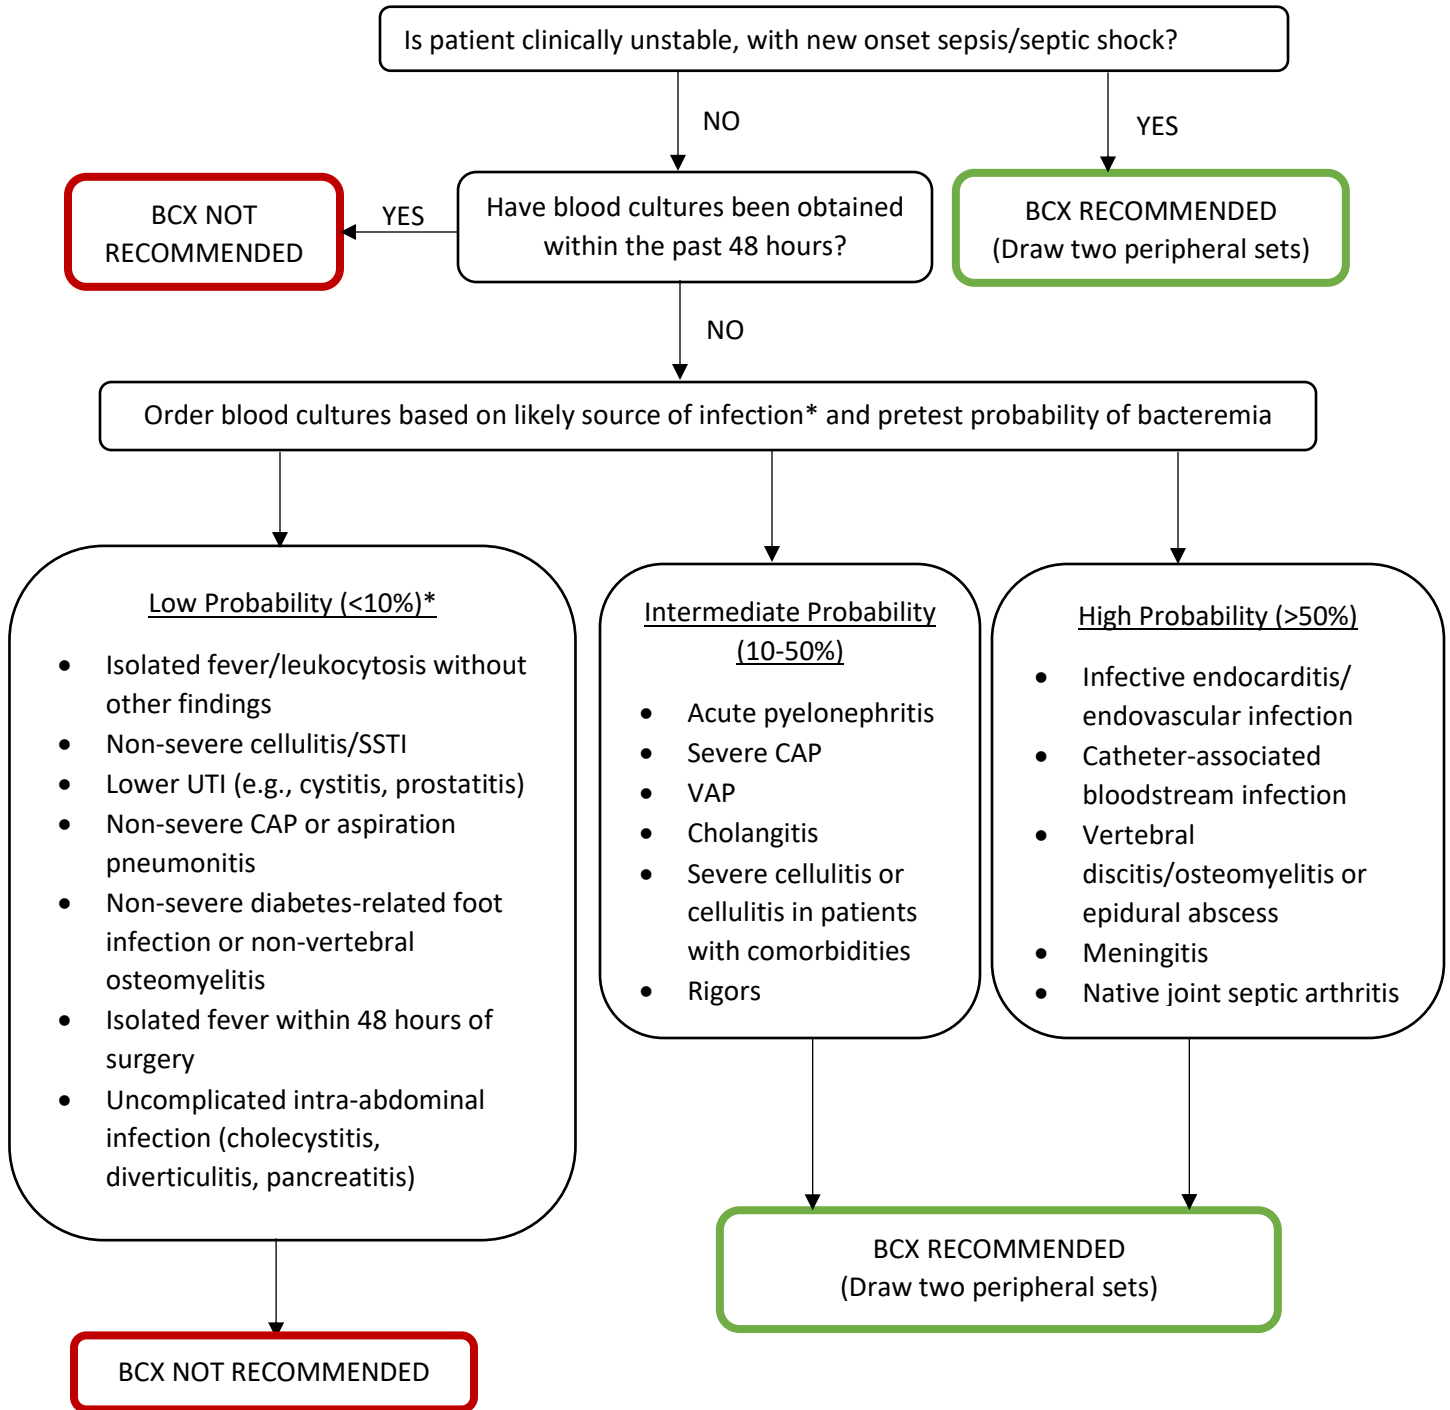 Is patient clinically unstable, with new onset sepsis/septic shock?
NO
YES
BCX NOT
RECOMMENDED
YES
Have blood cultures been obtained
within the past 48 hours?
BCX RECOMMENDED
(Draw two peripheral sets)
NO
Order blood cultures based on likely source of infection* and pretest probability of bacteremia
Low Probability (<10%)*
• Isolated fever/leukocytosis without
other findings
• Non-severe cellulitis/SSTI
• Lower UTI (e.g., cystitis, prostatitis)
• Non-severe CAP or aspiration
pneumonitis
• Non-severe diabetes-related foot
infection or non-vertebral
osteomyelitis
• Isolated fever within 48 hours of
surgery
• Uncomplicated intra-abdominal
infection (cholecystitis,
diverticulitis, pancreatitis)
Intermediate Probability
(10-50%)
• Acute pyelonephritis
• Severe CAP
• VAP
• Cholangitis
• Severe cellulitis or
cellulitis in patients
with comorbidities
• Rigors
High Probability (>50%)
• Infective endocarditis/
endovascular infection
• Catheter-associated
bloodstream infection
• Vertebral
discitis/osteomyelitis or
epidural abscess
• Meningitis
• Native joint septic arthritis
BCX RECOMMENDED
(Draw two peripheral sets)
BCX NOT RECOMMENDED